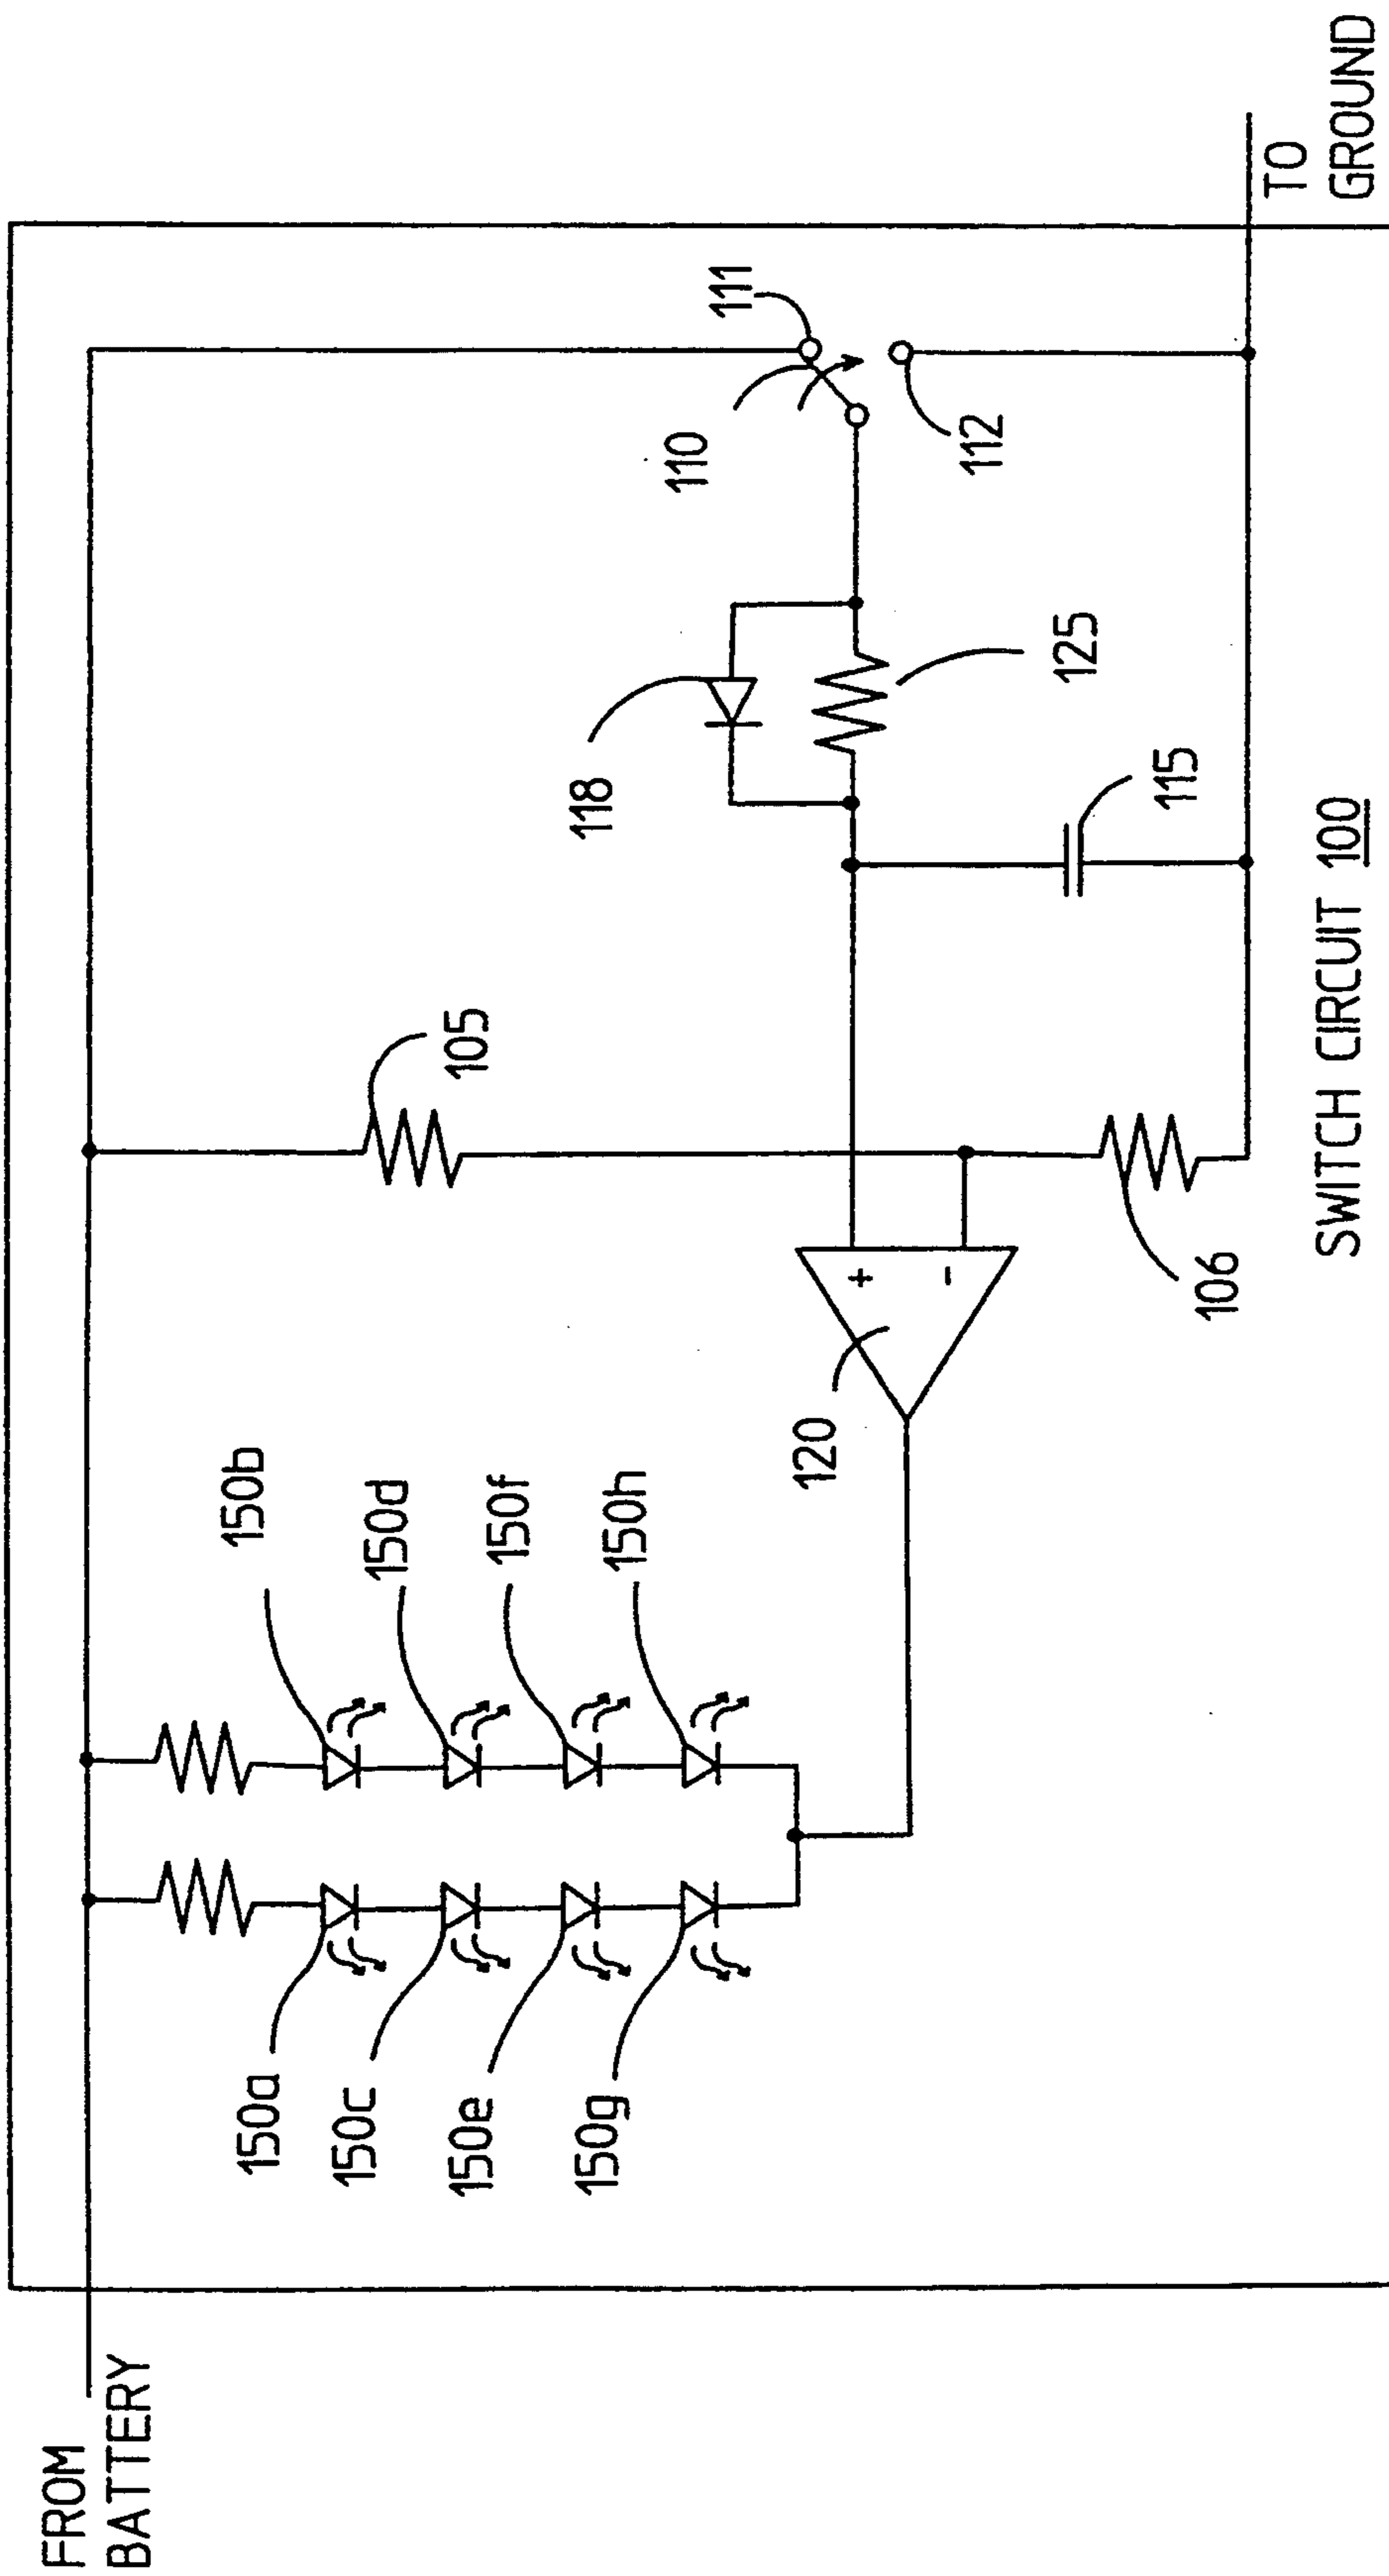 FROM
BATTERY
150a
150c
150e
150g
150b
150d
150f
150h
120
+
-
105
106
118
125
115
110
111
112
TO
GROUND
SWITCH CIRCUIT 100